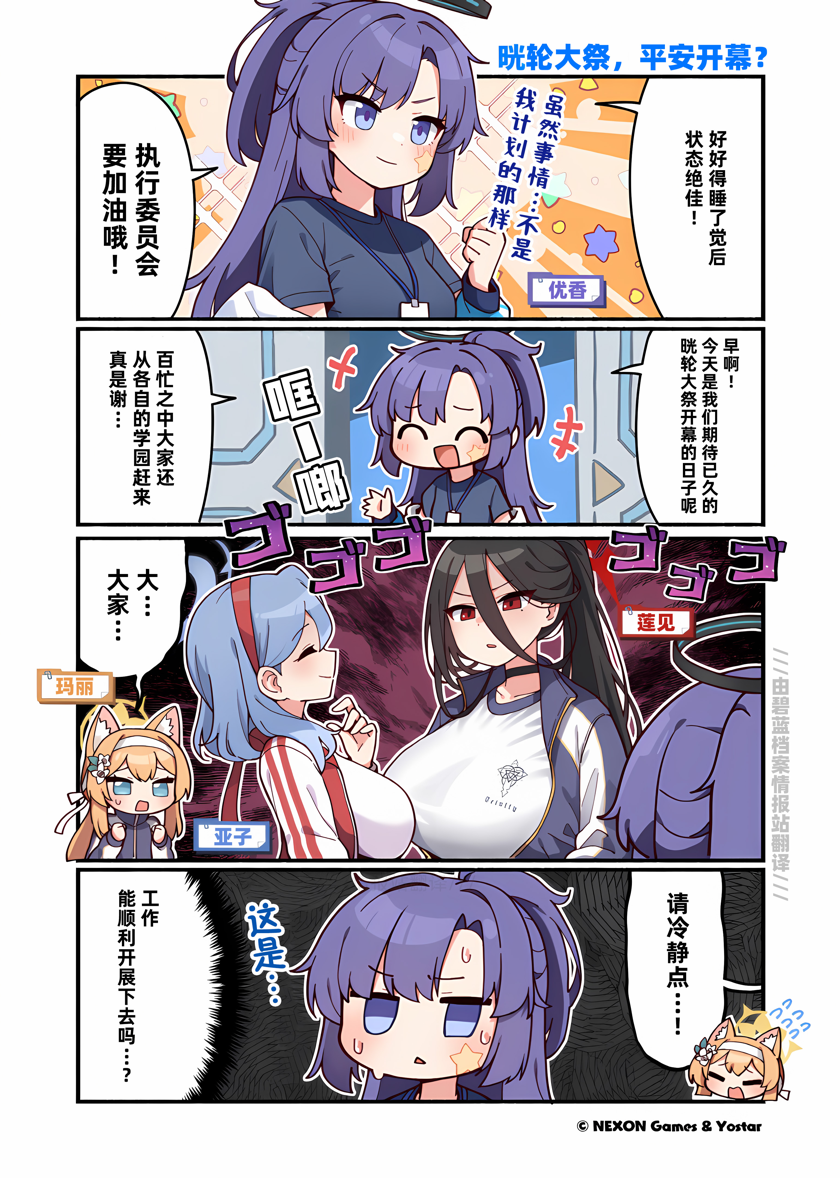 晄轮大祭，平安开幕？
好好得睡了觉后
状态绝佳！
虽然事情…不是
我计划的那样
执行委员会
要加油哦！
优香
早啊！
今天是我们期待已久的
晄轮大祭开幕的日子呢
哐—啷
百忙之中大家还
从各自的学园赶来
真是谢…
ゴゴゴ
ゴゴゴ
莲见
大…
大家…
玛丽
亚子
Trinity
请冷静点…！
这是…
工作
能顺利开展下去吗…？
///由碧蓝档案情报站翻译///
© NEXON Games & Yostar